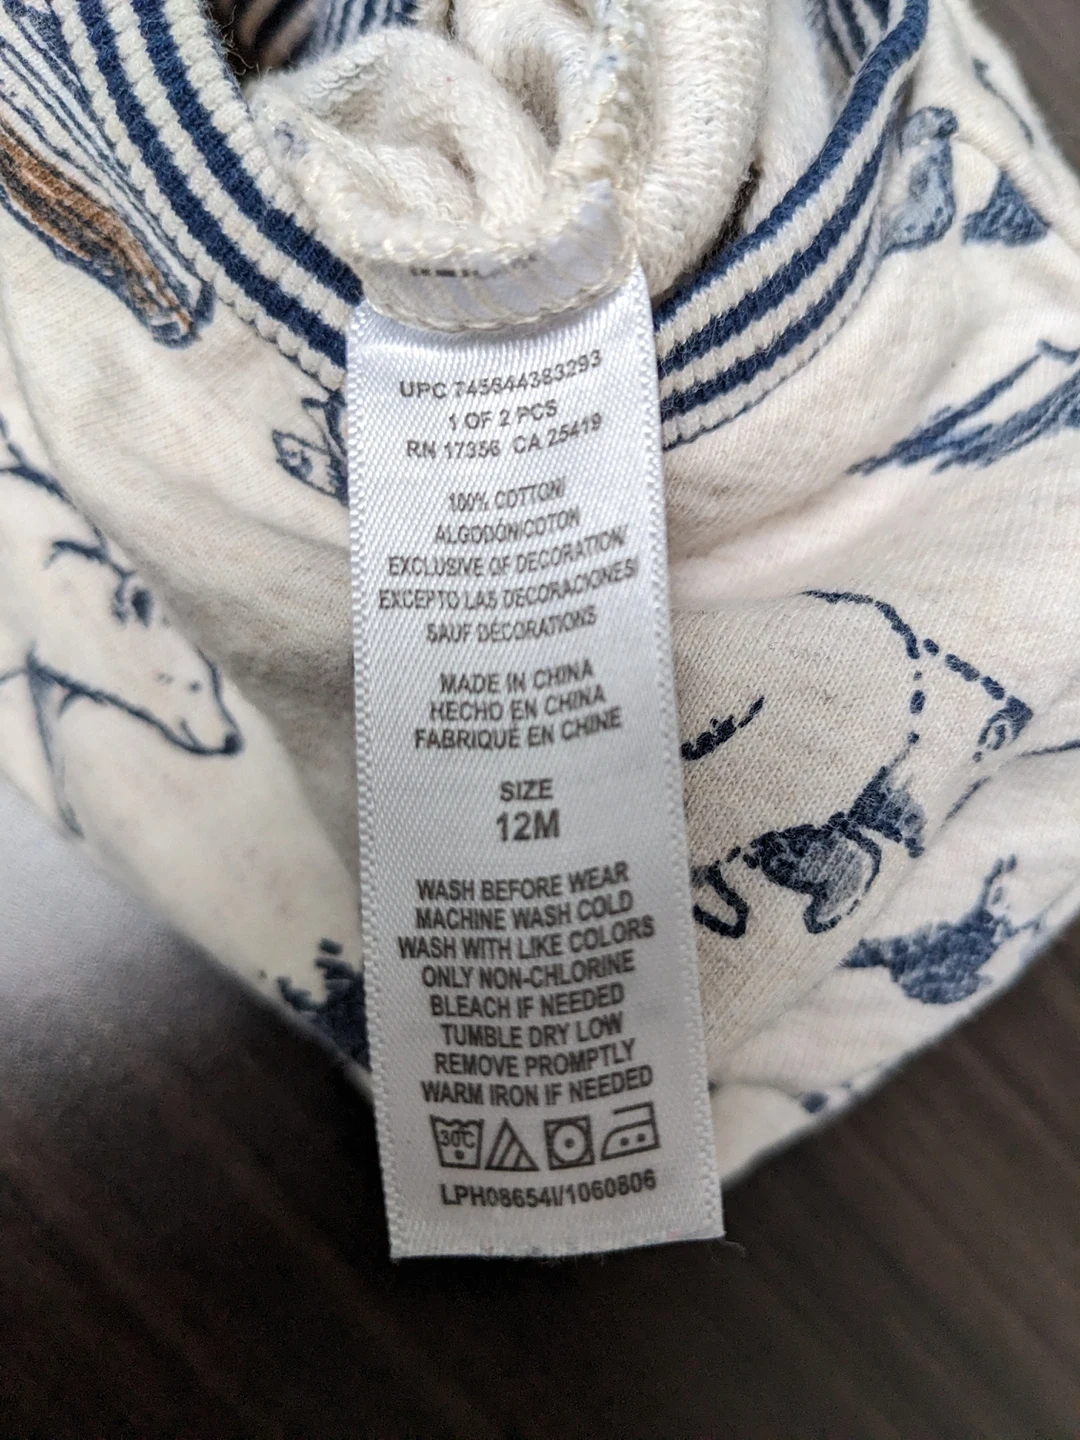 UPC 745644383293
1 OF 2 PCS
RN 17356 CA 25419
100% COTTON/
ALGODÓN/COTON
EXCLUSIVE OF DECORATION/
EXCEPTO LAS DECORACIONES/
SAUF DÉCORATIONS
MADE IN CHINA
HECHO EN CHINA
FABRIQUÉ EN CHINE
SIZE
12M
WASH BEFORE WEAR
MACHINE WASH COLD
WASH WITH LIKE COLORS
ONLY NON-CHLORINE
BLEACH IF NEEDED
TUMBLE DRY LOW
REMOVE PROMPTLY
WARM IRON IF NEEDED
30°C
LPH08654I/1060806